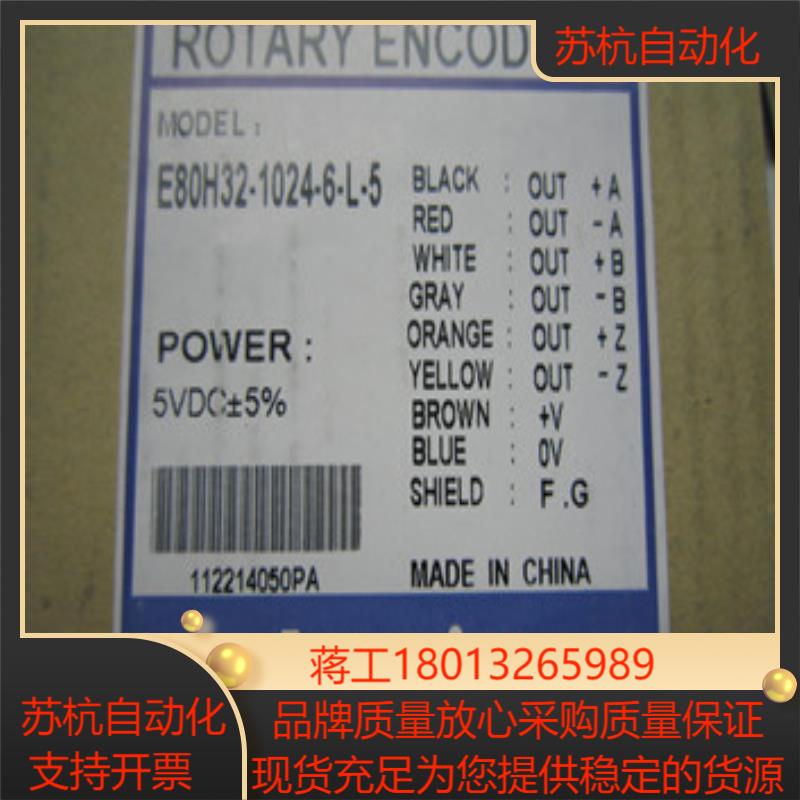 苏杭自动化
ROTARY ENCOD
MODEL :
E80H32-1024-6-L-5
POWER :
5VDC±5%
112214050PA
BLACK : OUT +A
RED : OUT -A
WHITE : OUT +B
GRAY : OUT -B
ORANGE : OUT +Z
YELLOW : OUT -Z
BROWN : +V
BLUE : 0V
SHIELD : F.G
MADE IN CHINA
蒋工18013265989
苏杭自动化
支持开票
品牌质量放心采购质量保证
现货充足为您提供稳定的货源